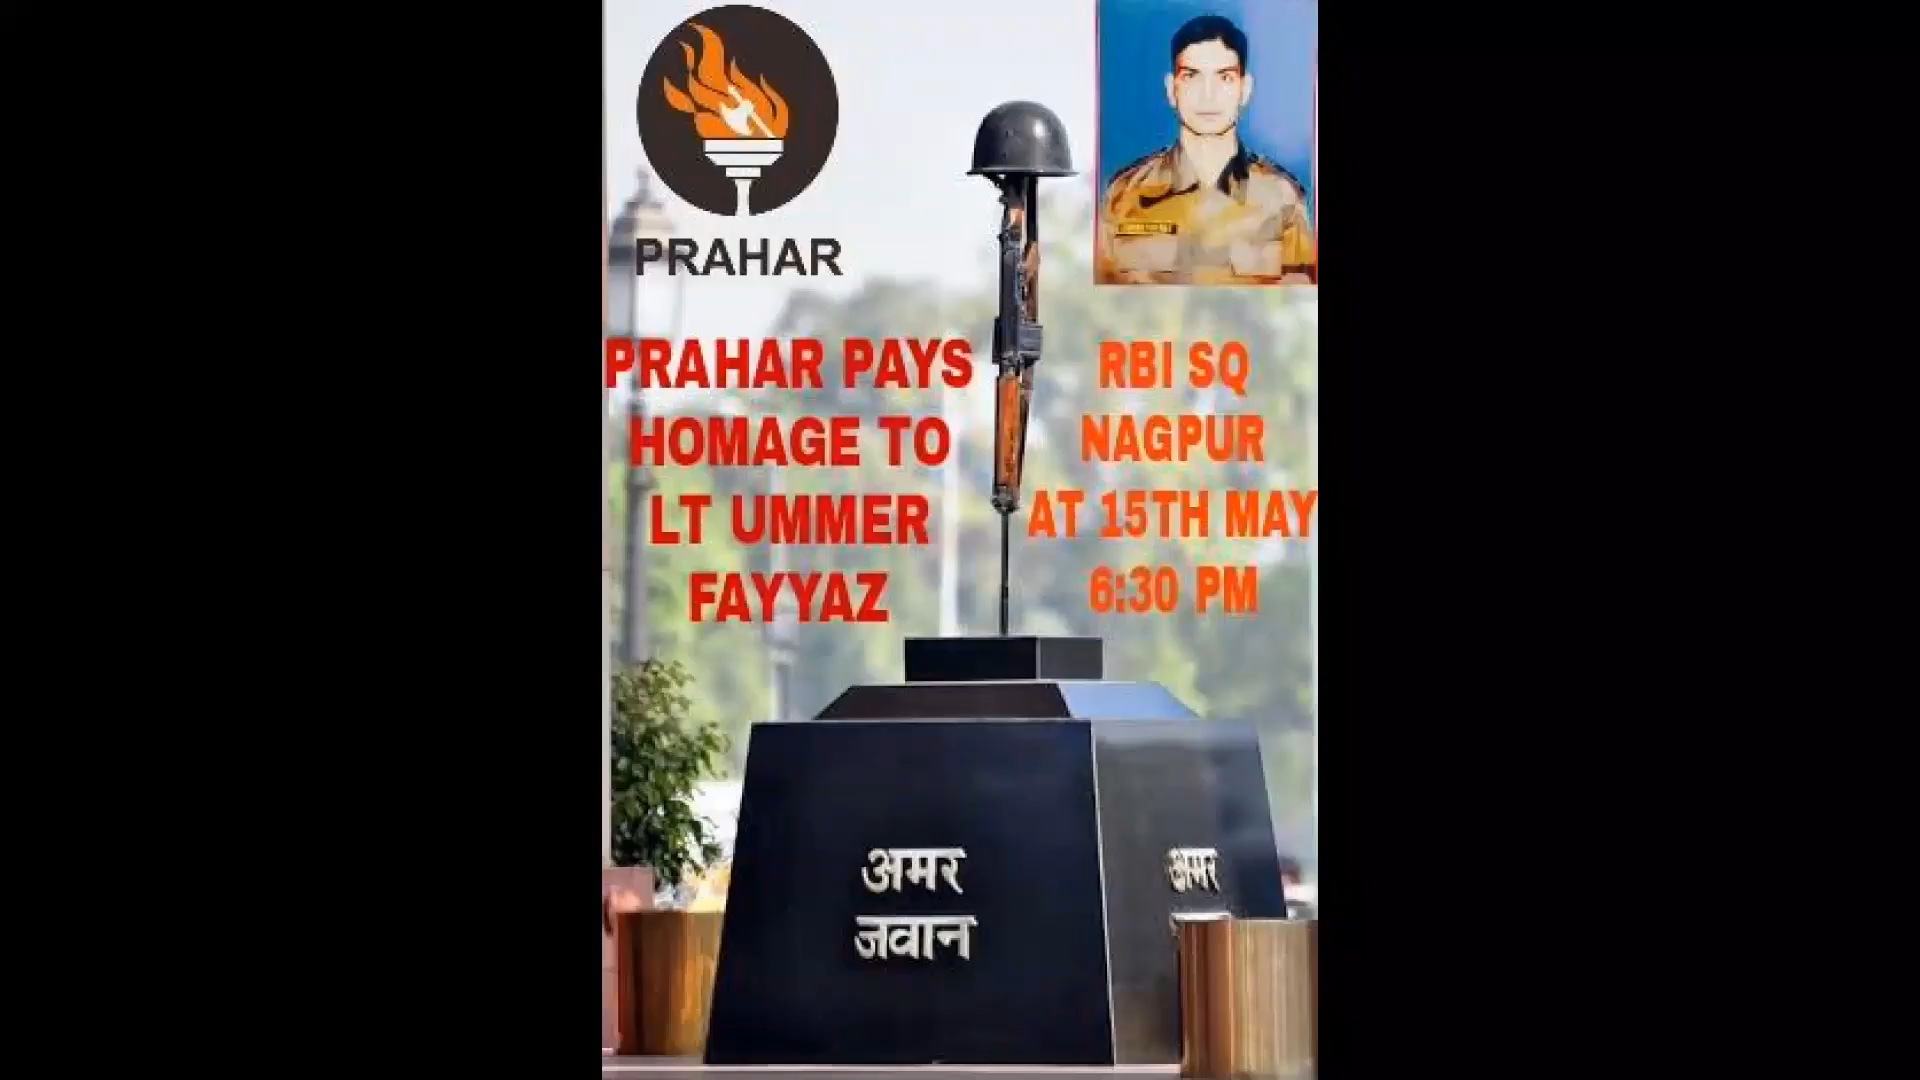 PRAHAR
PRAHAR PAYS
HOMAGE TO
LT UMMER
FAYYAZ
RBI SQ
NAGPUR
AT 15TH MAY
6:30 PM
अमर
जवान
अमर